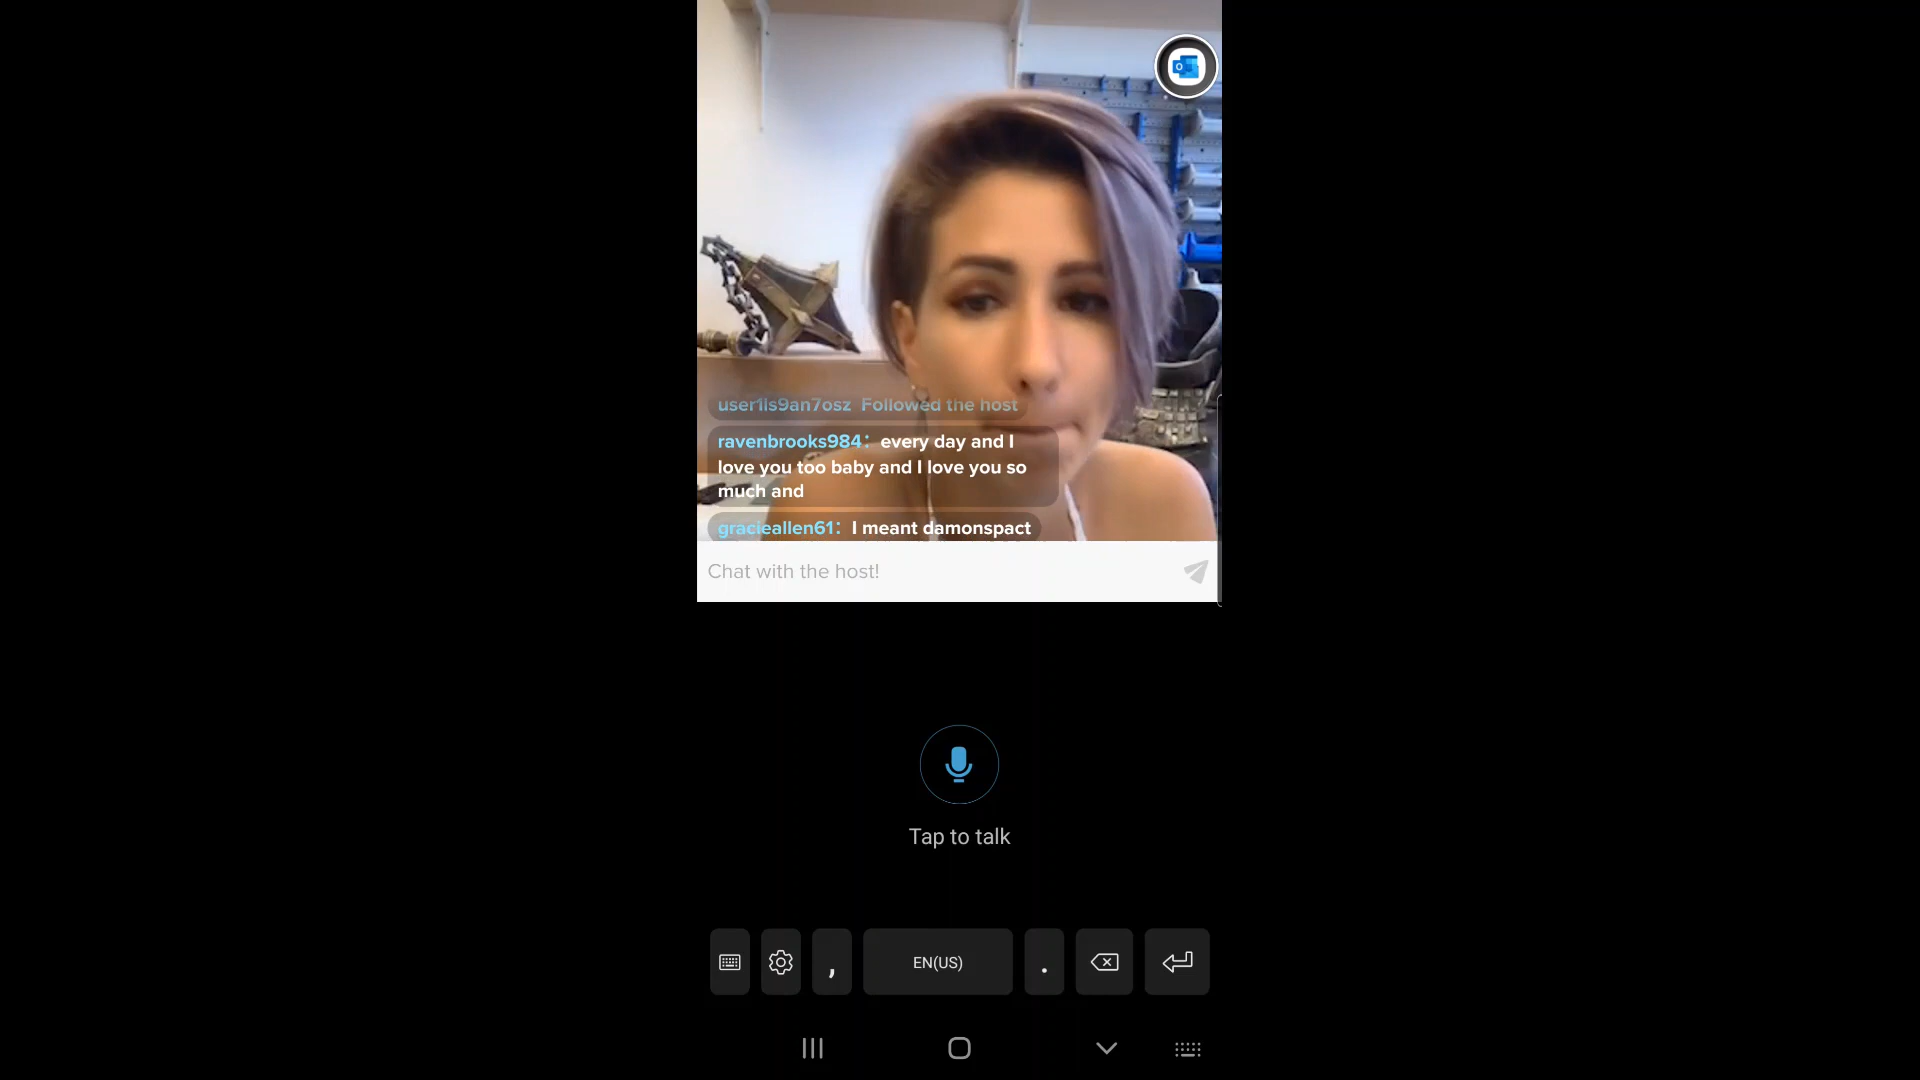 user1ls9an7osz Followed the host
ravenbrooks984: every day and I
love you too baby and I love you so
much and
gracieallen61: I meant damonspact
Chat with the host!
Tap to talk
, EN(US) .